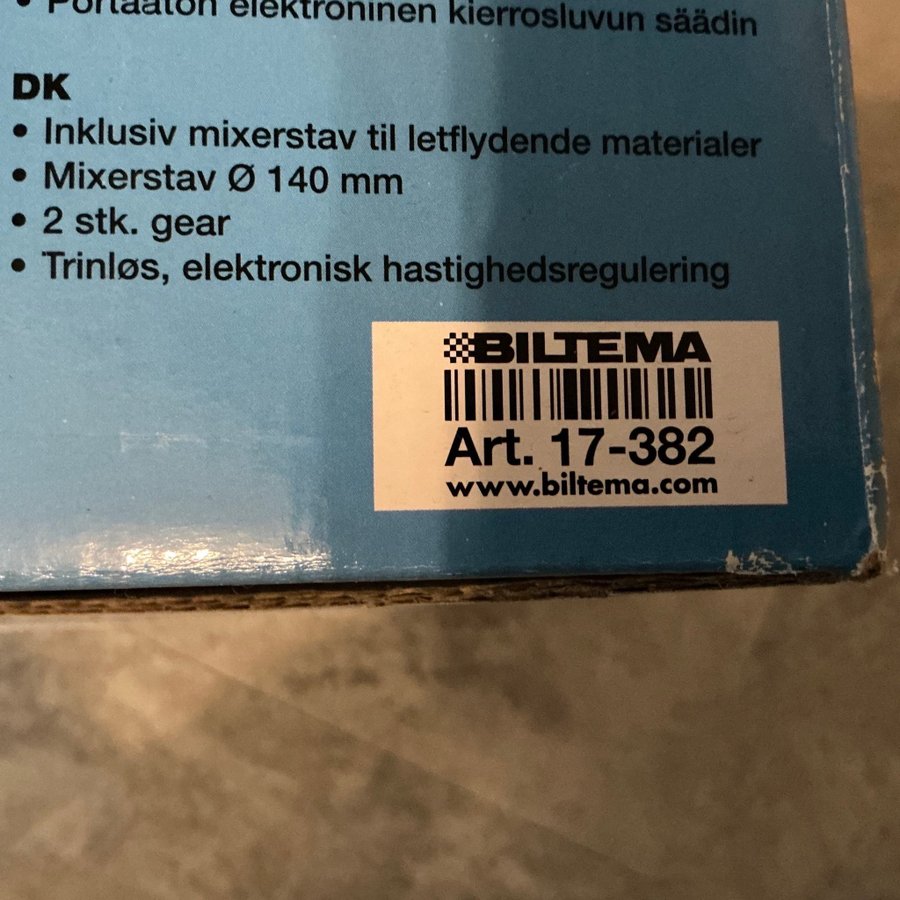 • Portaaton elektroninen kierrosluvun säädin
DK
• Inklusiv mixerstav til letflydende materialer
• Mixerstav Ø 140 mm
• 2 stk. gear
• Trinløs, elektronisk hastighedsregulering
BILTEMA
Art. 17-382
www.biltema.com